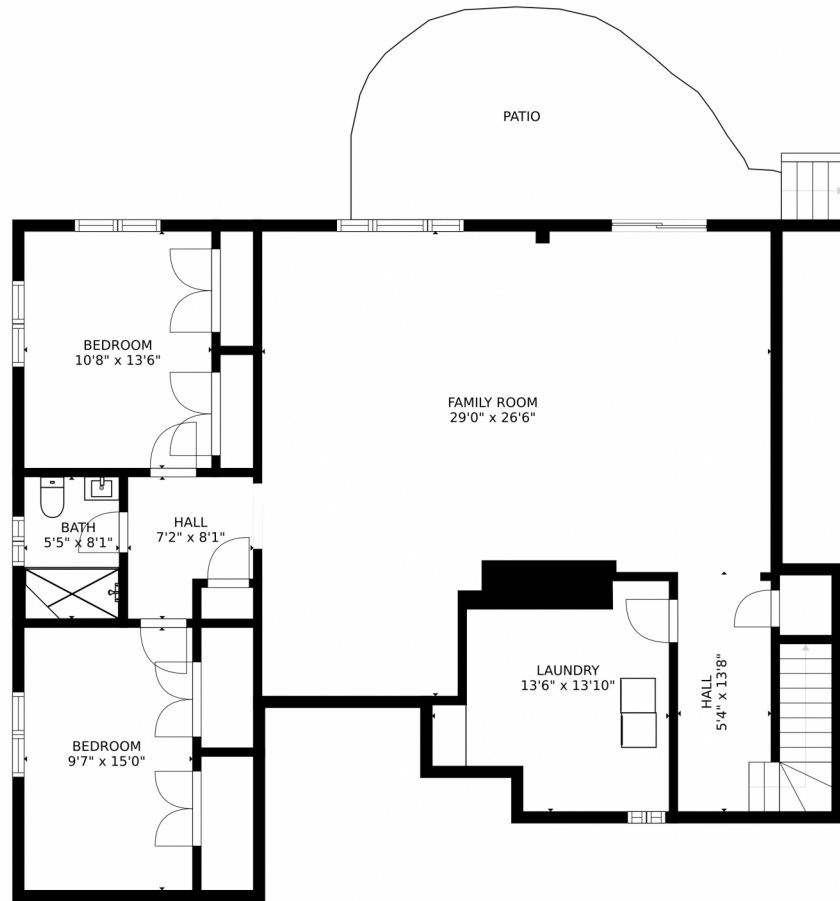 PATIO
BEDROOM
10'8" x 13'6"
FAMILY ROOM
29'0" x 26'6"
BATH
5'5" x 8'1"
HALL
7'2" x 8'1"
LAUNDRY
13'6" x 13'10"
HALL
5'4" x 13'8"
BEDROOM
9'7" x 15'0"